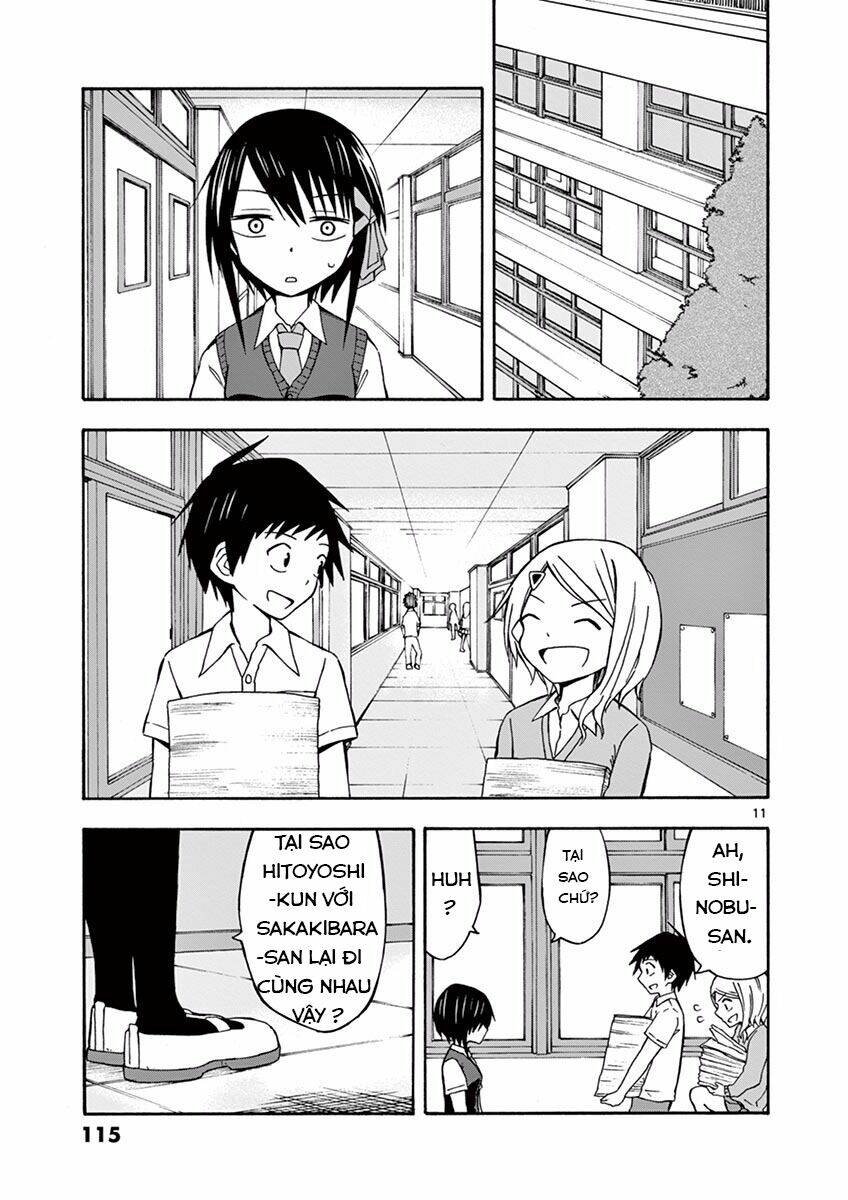 11
AH,
SHI-
NOBU-
SAN.
TẠI
SAO
CHỨ?
HUH
?
TẠI SAO
HITOYOSHI
-KUN VỚI
SAKAKIBARA
-SAN LẠI ĐI
CÙNG NHAU
VẬY ?
115